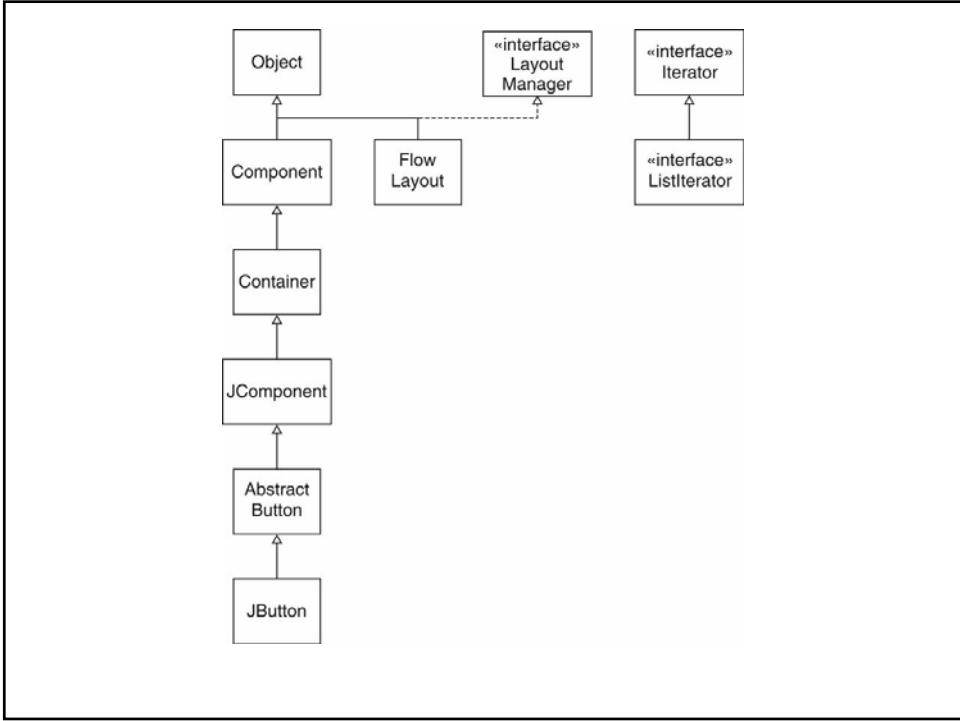 Object
«interface»
Layout
Manager
«interface»
Iterator
Component
Flow
Layout
«interface»
ListIterator
Container
JComponent
Abstract
Button
JButton